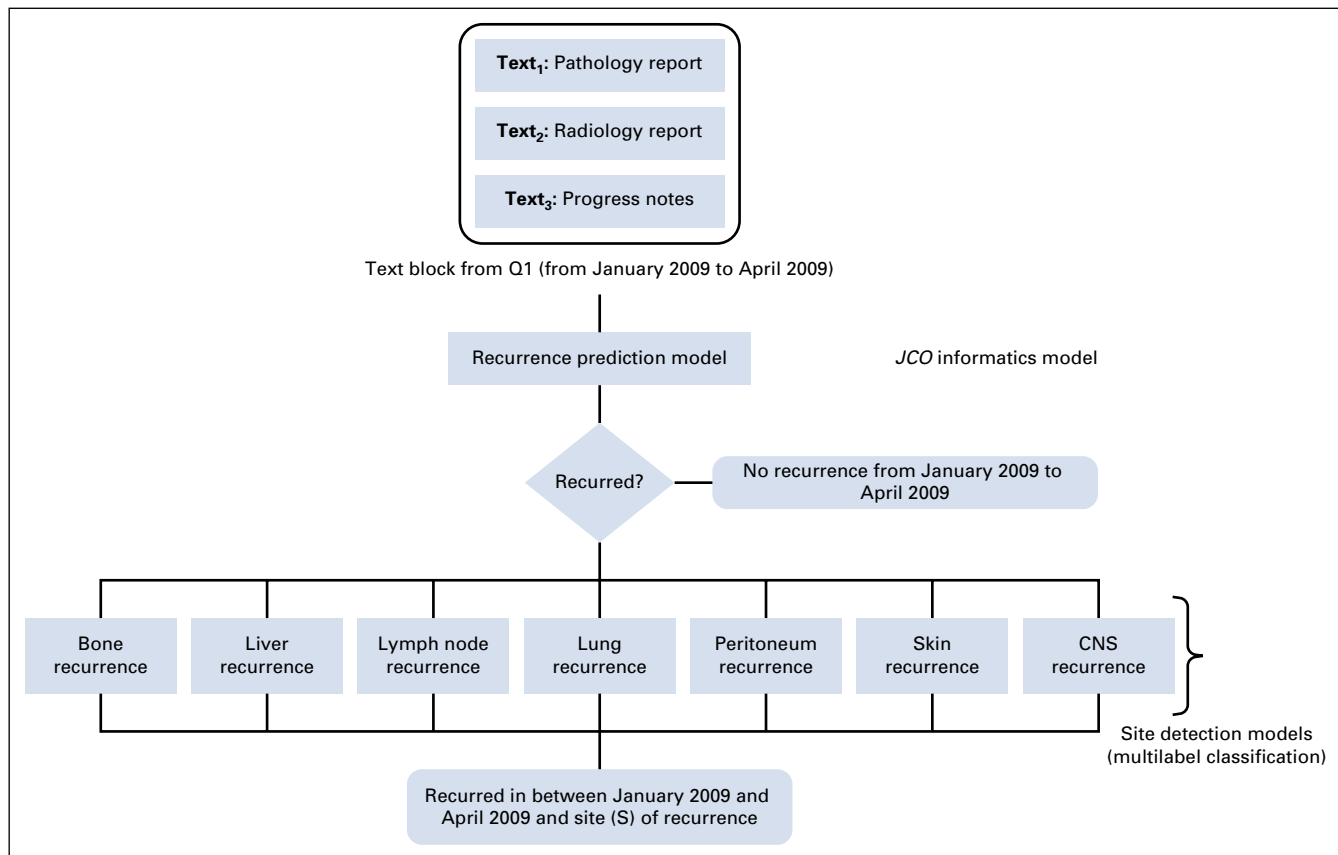 Text1: Pathology report
Text2: Radiology report
Text3: Progress notes
Text block from Q1 (from January 2009 to April 2009)
Recurrence prediction model
JCO informatics model
Recurred?
No recurrence from January 2009 to
April 2009
Bone
recurrence
Liver
recurrence
Lymph node
recurrence
Lung
recurrence
Peritoneum
recurrence
Skin
recurrence
CNS
recurrence
Site detection models
(multilabel classification)
Recurred in between January 2009 and
April 2009 and site (S) of recurrence